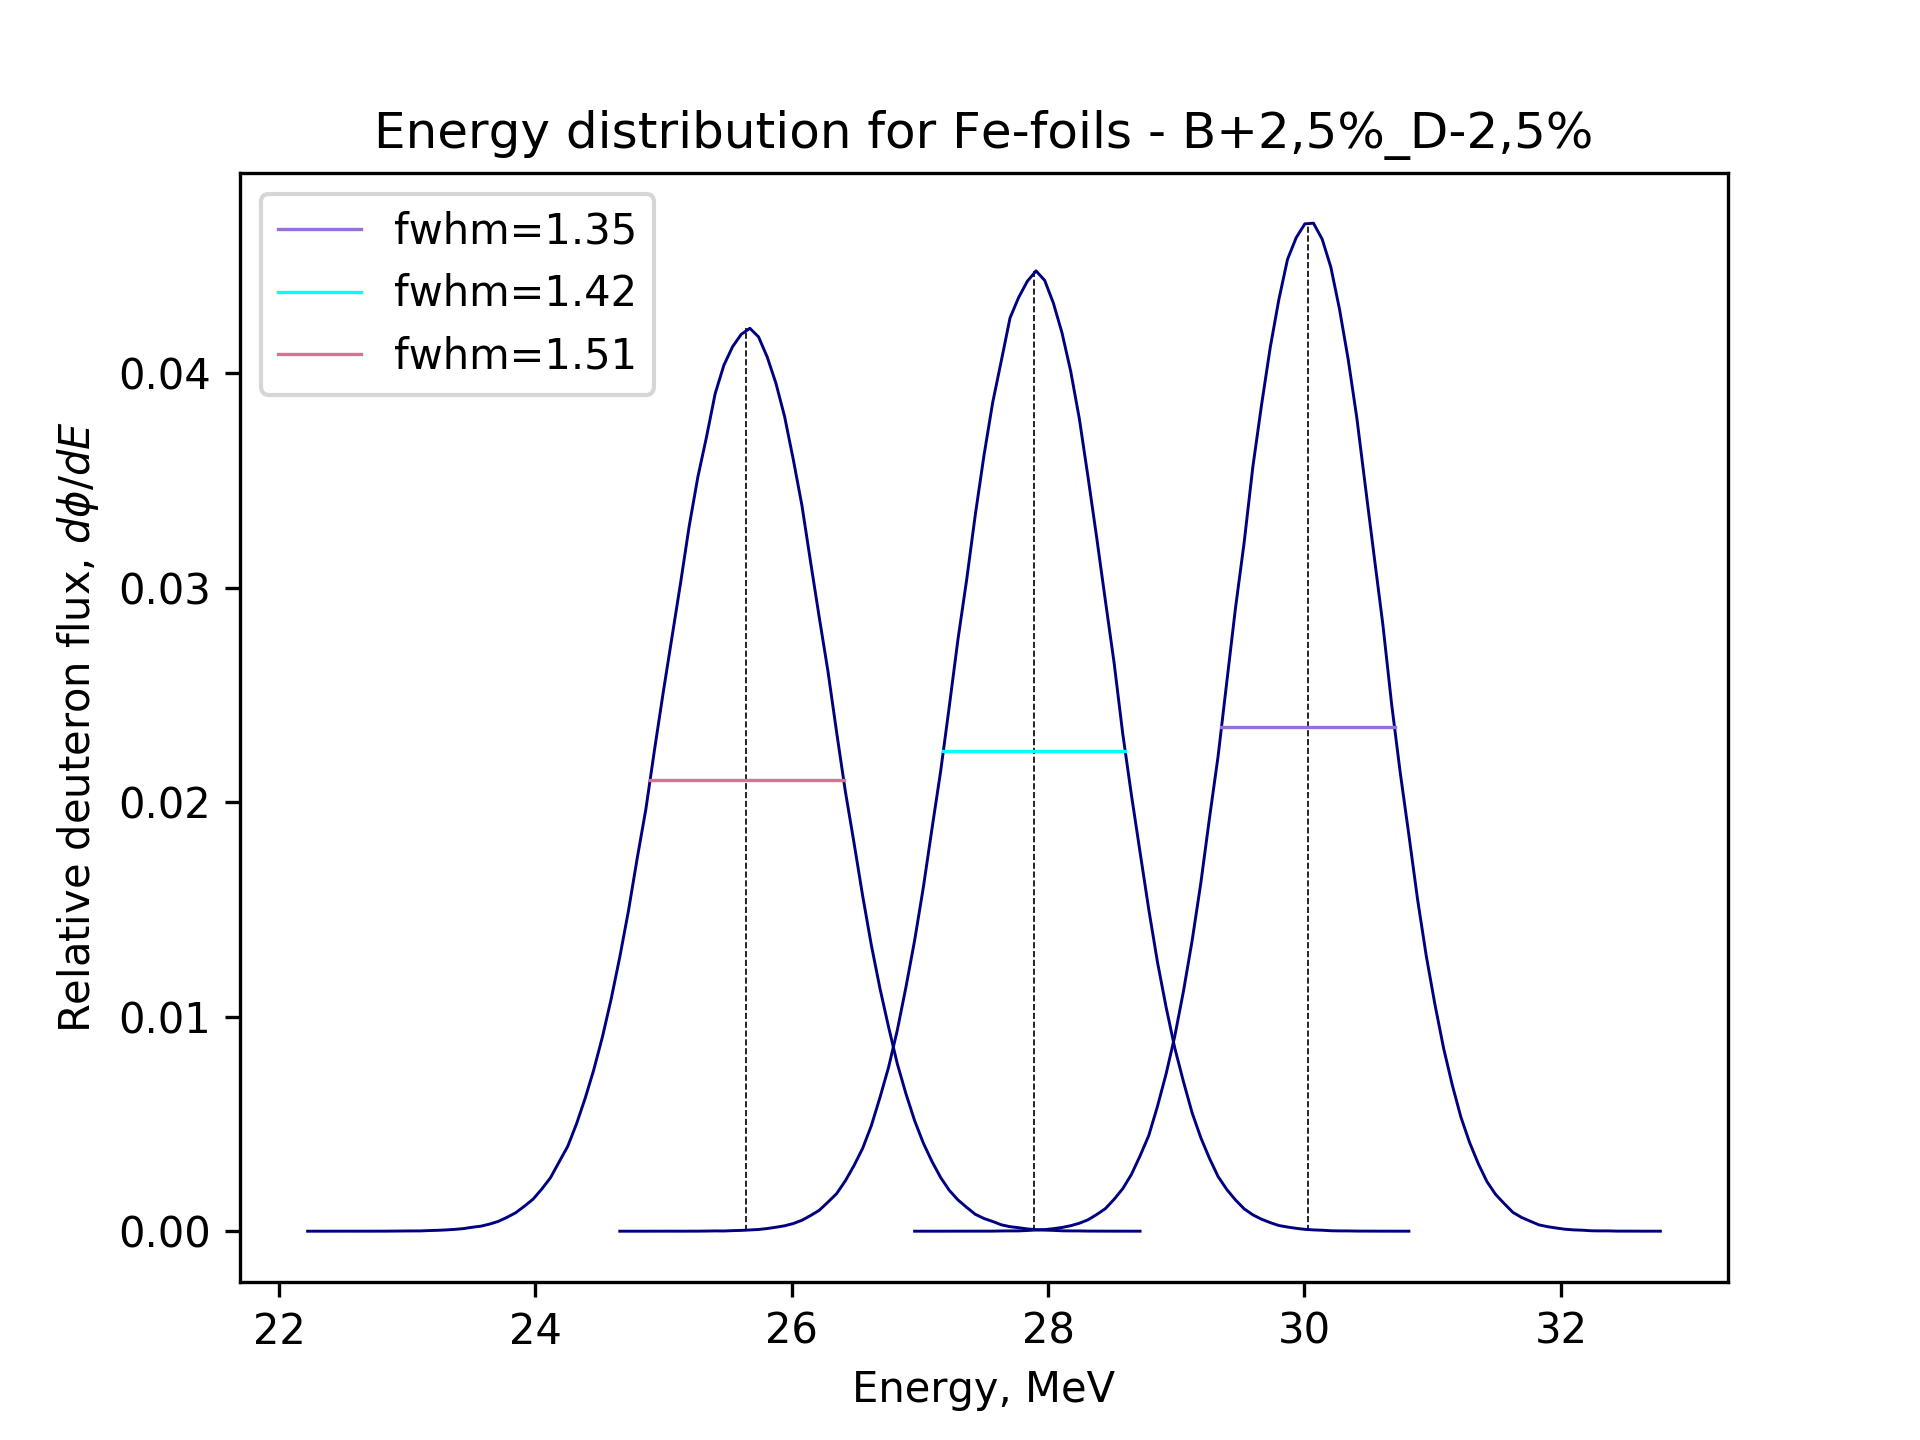 Energy distribution for Fe-foils - B+2,5%_D-2,5%
fwhm=1.35
fwhm=1.42
fwhm=1.51
Relative deuteron flux, dϕ/dE
0.04
0.03
0.02
0.01
0.00
22 24 26 28 30 32
Energy, MeV